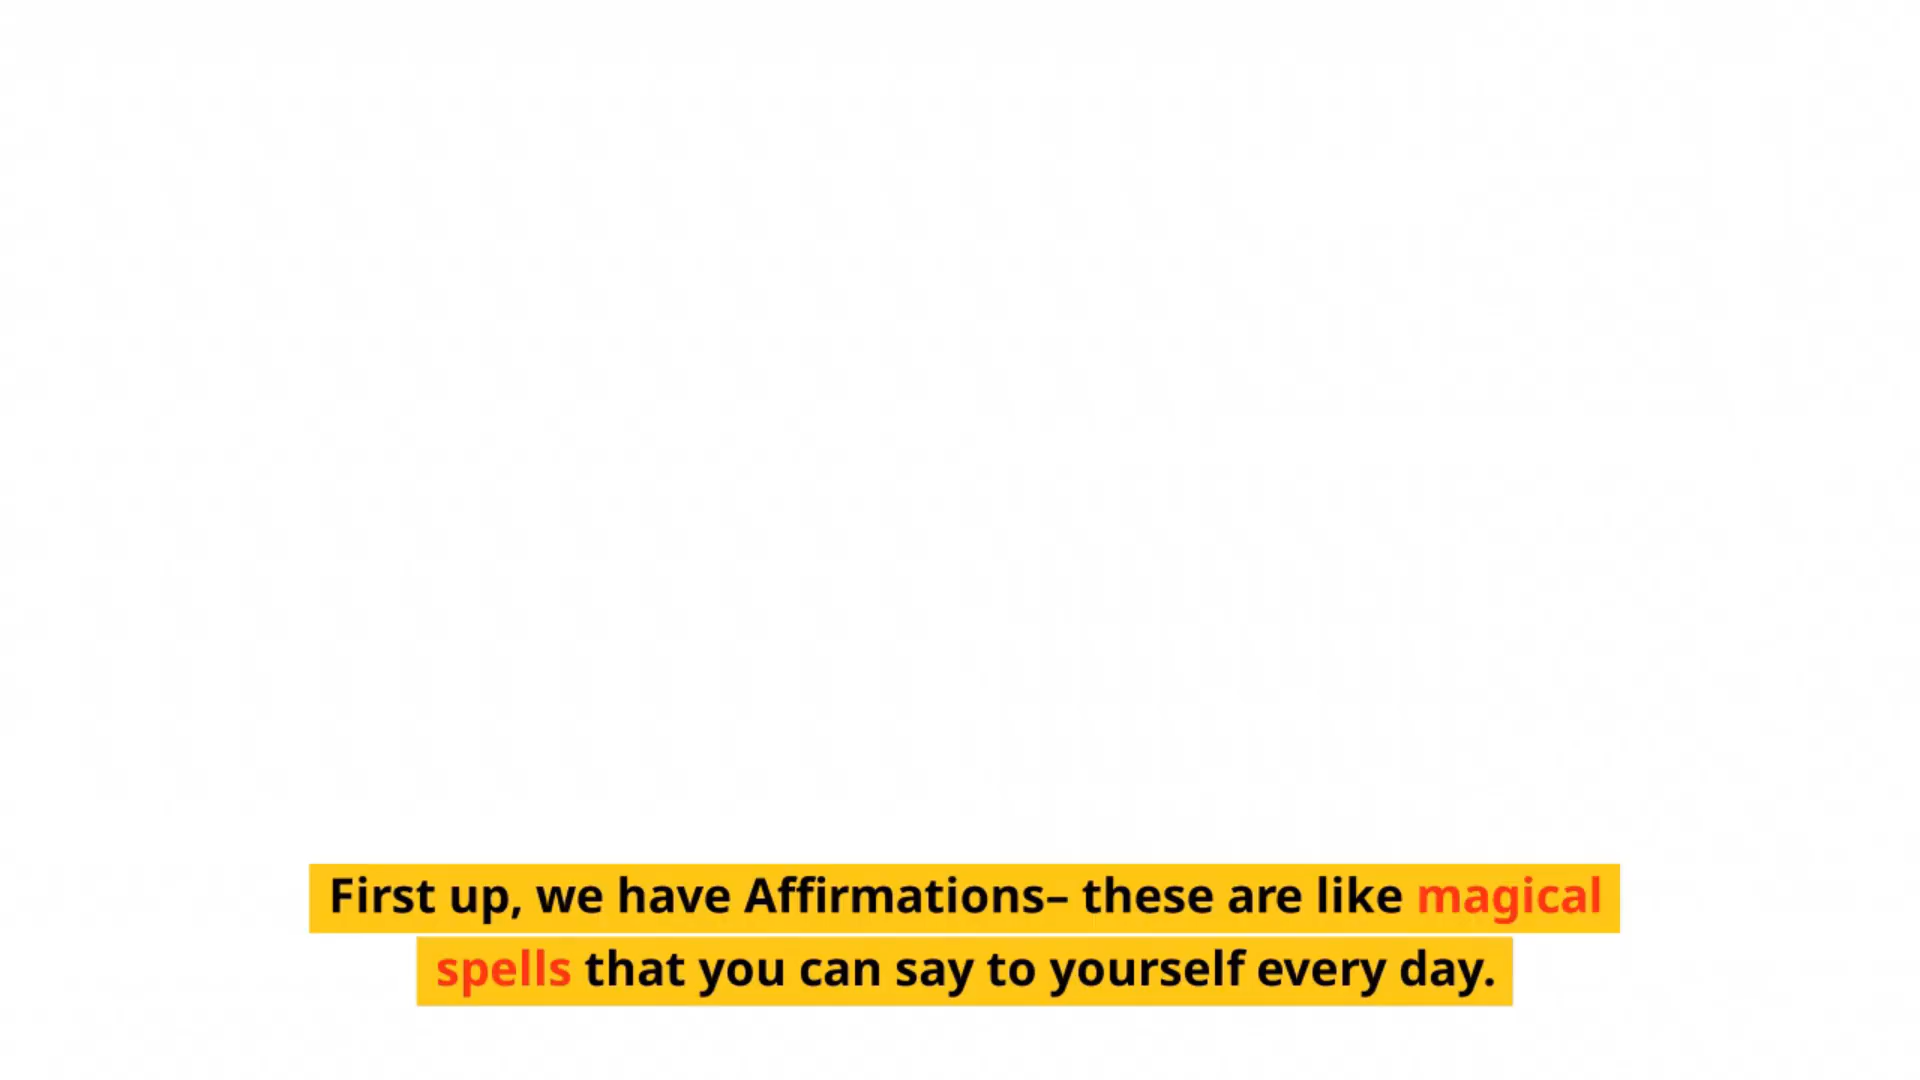 First up, we have Affirmations– these are like magical
spells that you can say to yourself every day.